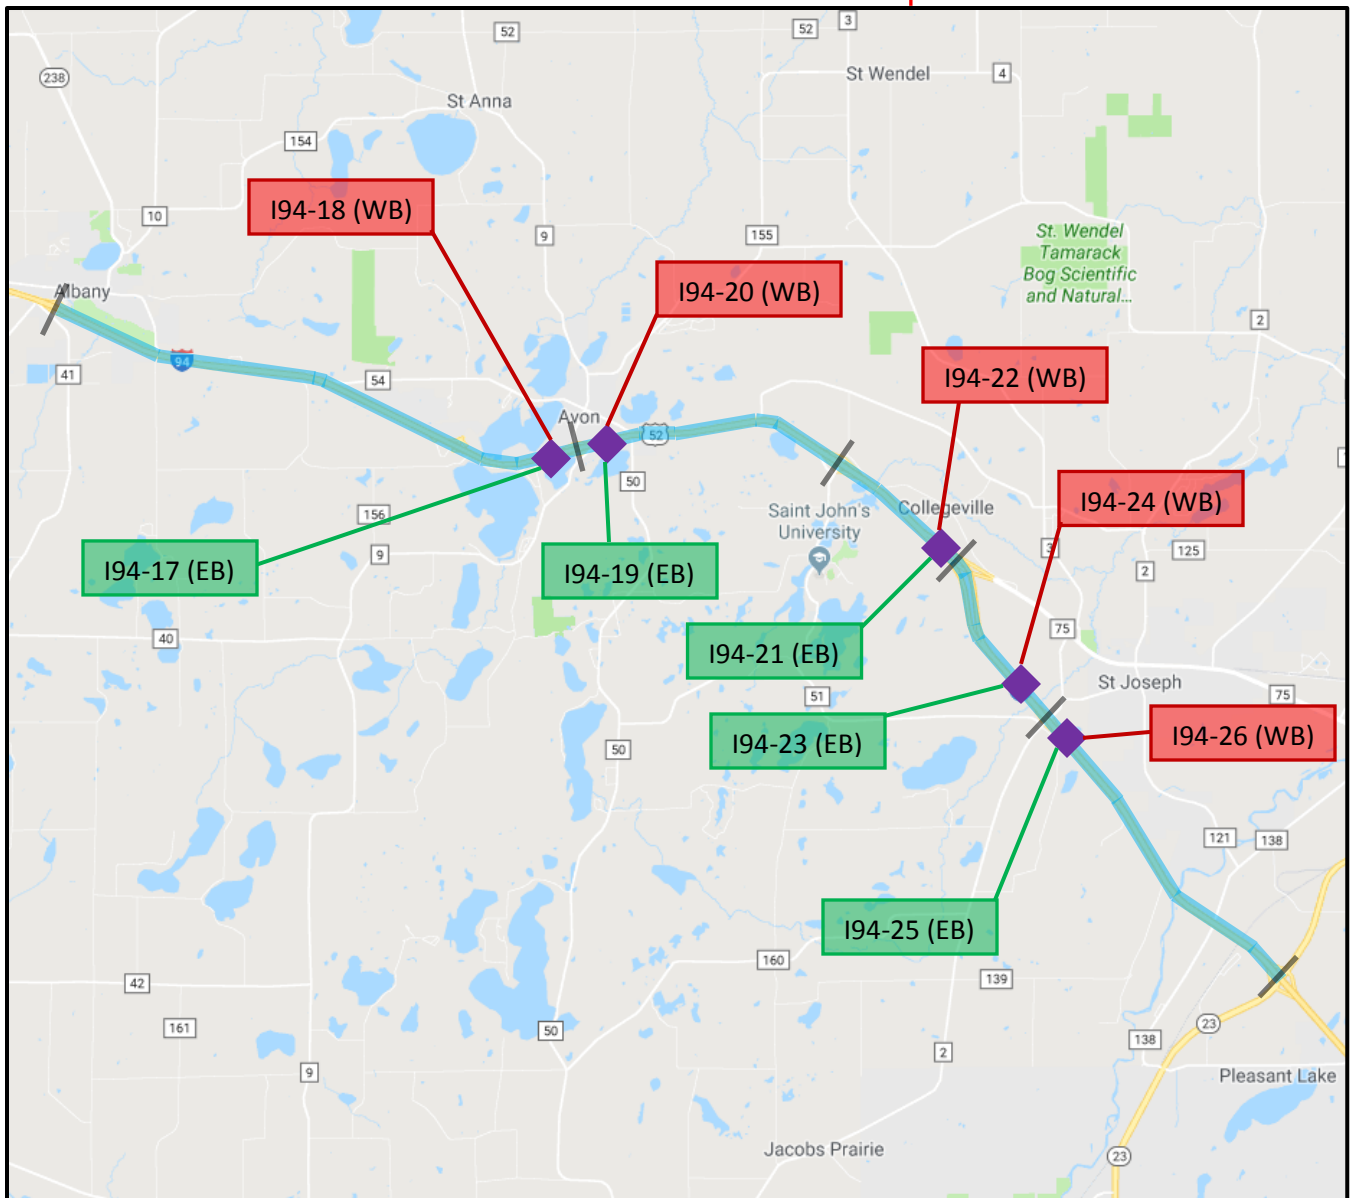 52
52
3
St Wendel
4
238
St Anna
154
I94-18 (WB)
10
9
155
St. Wendel
Tamarack
Bog Scientific
and Natural...
I94-20 (WB)
Albany
2
94
41
54
I94-22 (WB)
Avon
52
50
Saint John's
University
Collegeville
I94-24 (WB)
156
9
I94-17 (EB)
I94-19 (EB)
3
125
2
40
I94-21 (EB)
75
51
St Joseph
75
I94-23 (EB)
I94-26 (WB)
50
121
138
I94-25 (EB)
160
139
42
161
50
23
138
2
9
Pleasant Lake
Jacobs Prairie
23